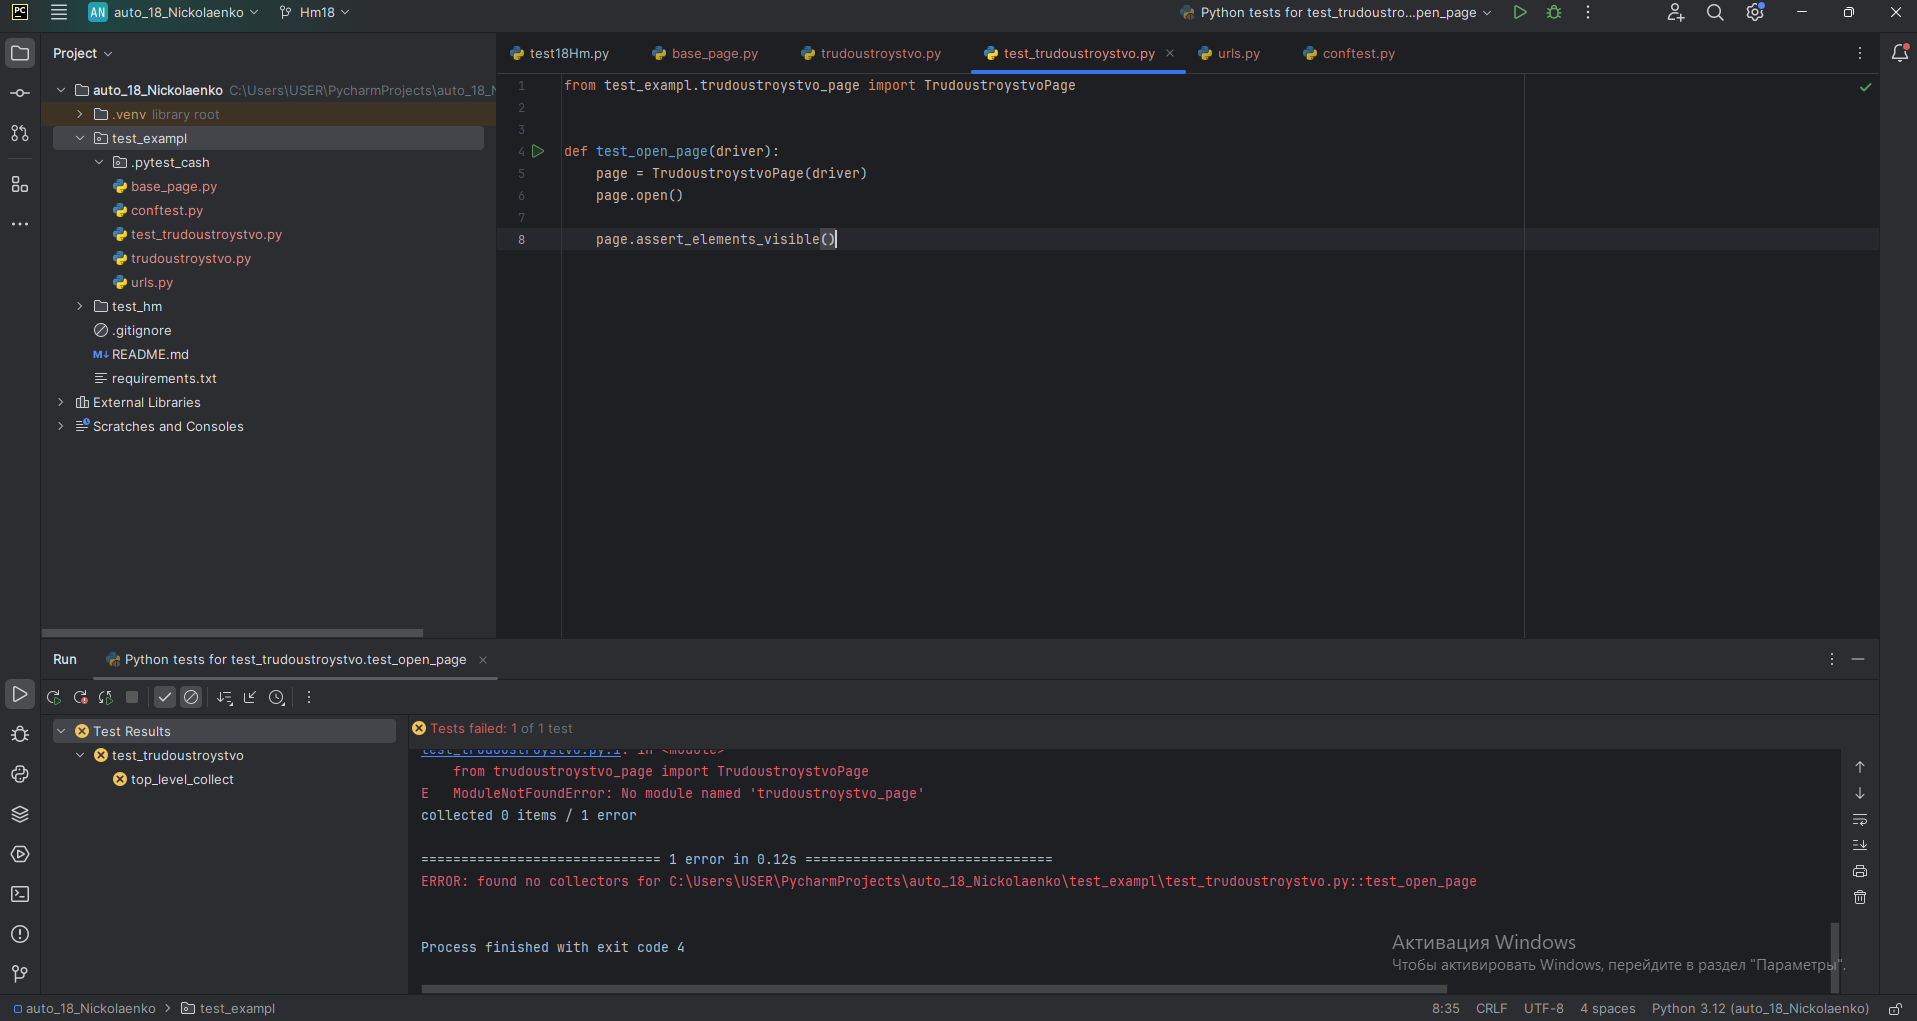 PC
AN auto_18_Nickolaenko
Hm18
Python tests for test_trudoustro...pen_page
Project
test18Hm.py
base_page.py
trudoustroystvo.py
test_trudoustroystvo.py
urls.py
conftest.py
auto_18_Nickolaenko C:\Users\USER\PycharmProjects\auto_18_N
.venv library root
test_exampl
.pytest_cash
base_page.py
conftest.py
test_trudoustroystvo.py
trudoustroystvo.py
urls.py
test_hm
.gitignore
M↓ README.md
requirements.txt
External Libraries
Scratches and Consoles
1 from test_exampl.trudoustroystvo_page import TrudoustroystvoPage
2
3
4 def test_open_page(driver):
5 page = TrudoustroystvoPage(driver)
6 page.open()
7
8 page.assert_elements_visible()
Run
Python tests for test_trudoustroystvo.test_open_page
Test Results
test_trudoustroystvo
top_level_collect
Tests failed: 1 of 1 test
test_trudoustroystvo.py:1: in <module>
from trudoustroystvo_page import TrudoustroystvoPage
E ModuleNotFoundError: No module named 'trudoustroystvo_page'
collected 0 items / 1 error
============================== 1 error in 0.12s ===============================
ERROR: found no collectors for C:\Users\USER\PycharmProjects\auto_18_Nickolaenko\test_exampl\test_trudoustroystvo.py::test_open_page
Process finished with exit code 4
Активация Windows
Чтобы активировать Windows, перейдите в раздел "Параметры".
auto_18_Nickolaenko
test_exampl
8:35
CRLF
UTF-8
4 spaces
Python 3.12 (auto_18_Nickolaenko)